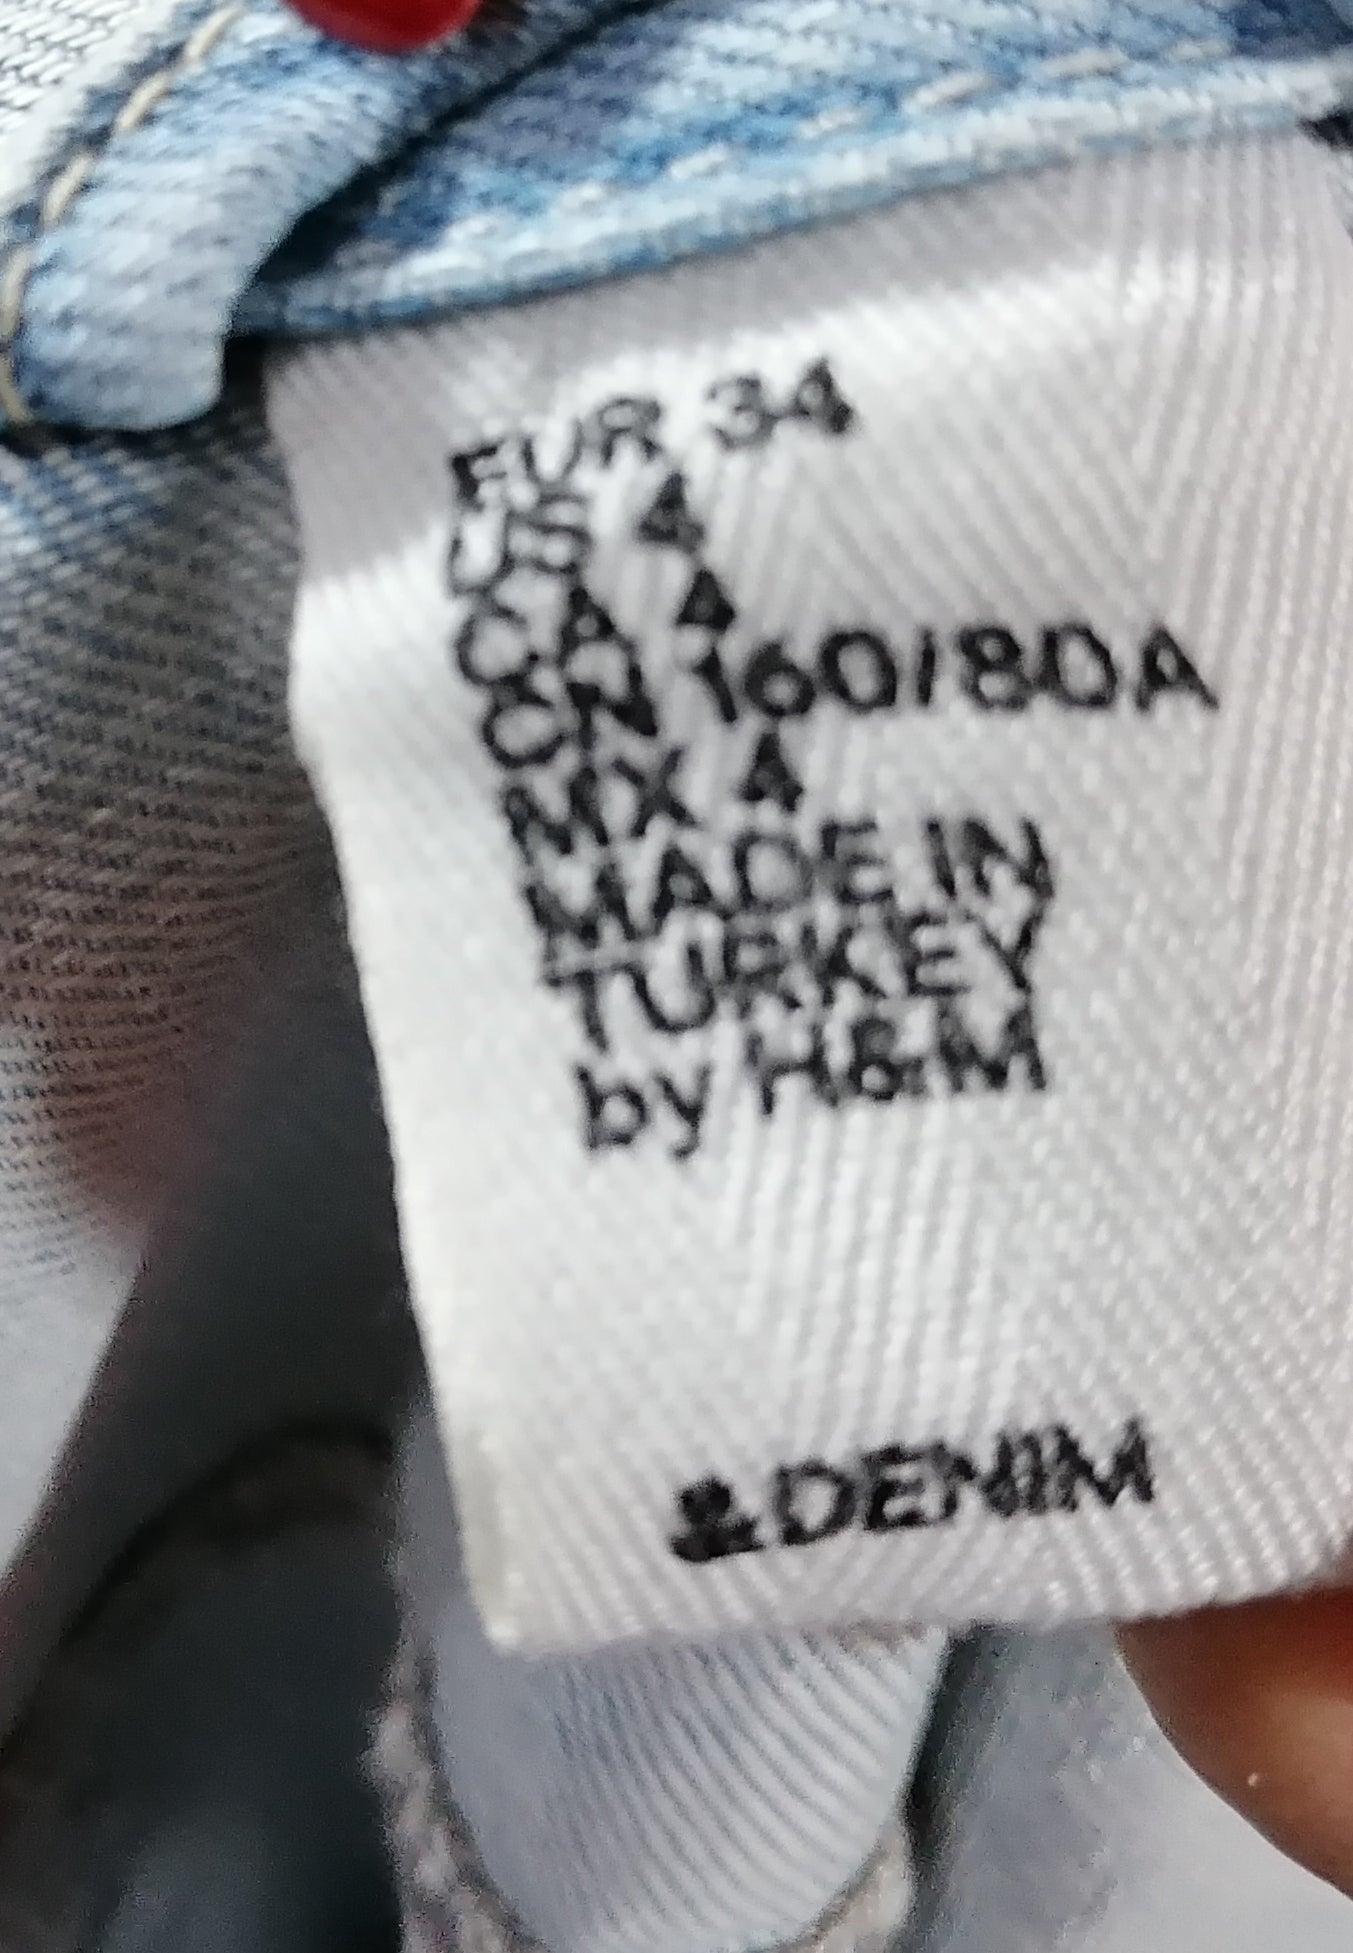 EUR 34
US 4
CA 4
CN 160/80A
MX 4
MADE IN
TURKEY
by H&M
&DENIM